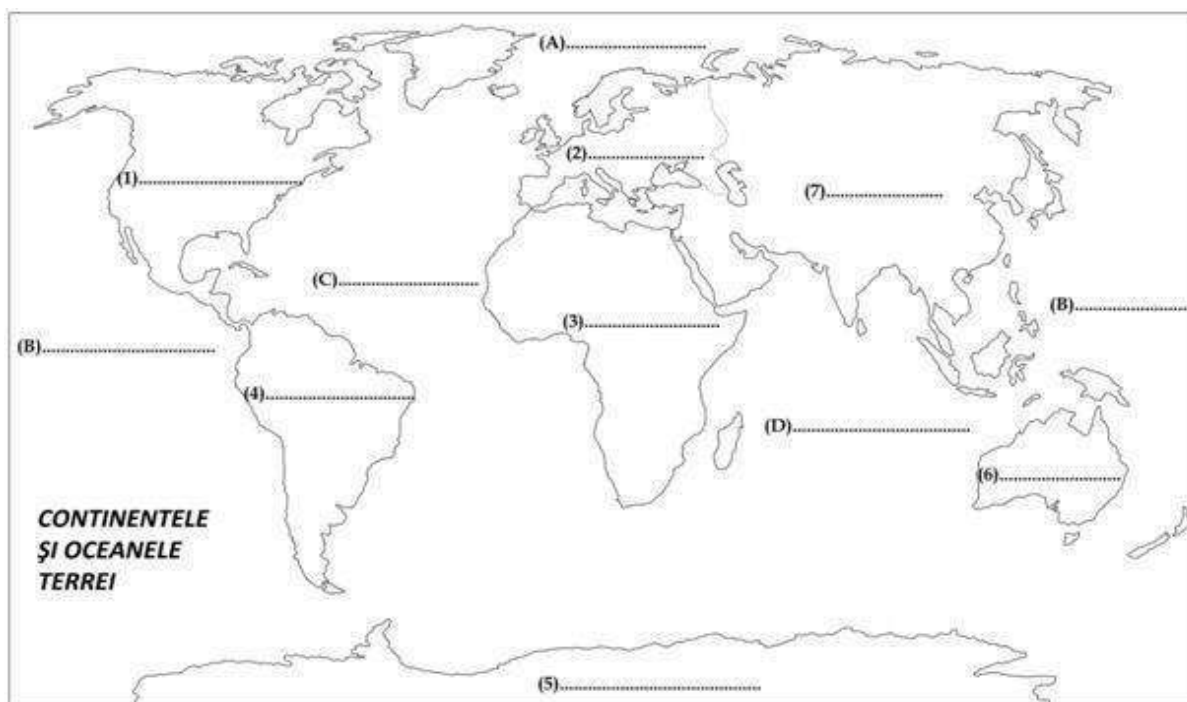 (A)..............................
(2)..............................
(1)..............................
(7)..............................
(C)..............................
(B)..............................
(3)..............................
(B)..............................
(4)..............................
(D)..............................
(6)..............................
CONTINENTELE
ŞI OCEANELE
TERREI
(5)..............................